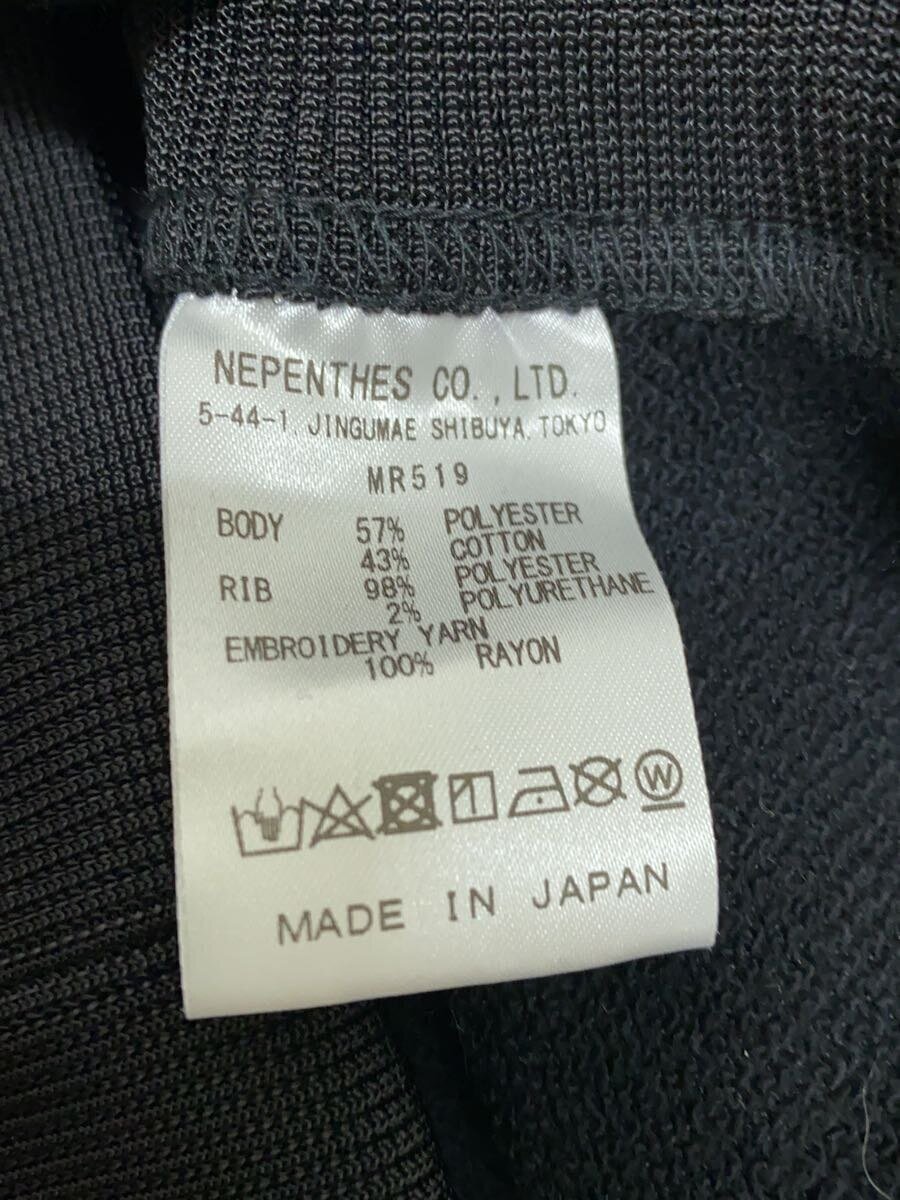 NEPENTHES CO., LTD.
5-44-1, JINGUMAE SHIBUYA, TOKYO
MR519
BODY 57% POLYESTER
43% COTTON
RIB 98% POLYESTER
2% POLYURETHANE
EMBROIDERY YARN
100% RAYON
W
MADE IN JAPAN